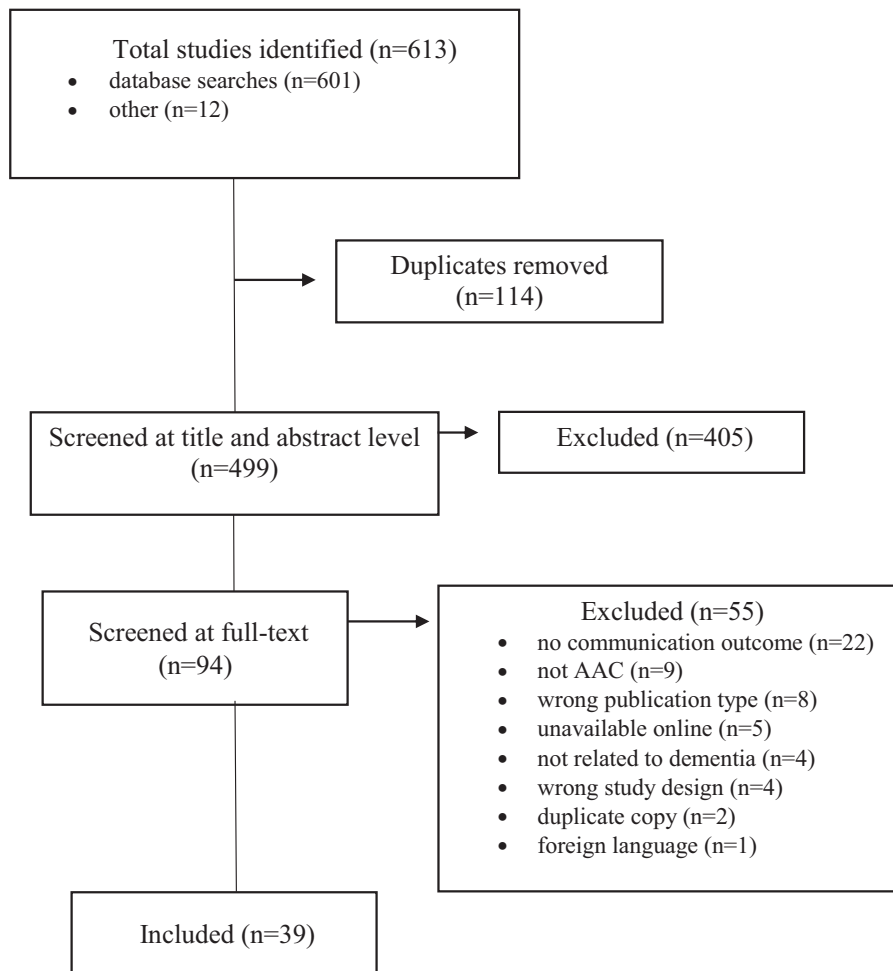 Total studies identified (n=613)
• database searches (n=601)
• other (n=12)
Duplicates removed
(n=114)
Screened at title and abstract level
(n=499)
Excluded (n=405)
Screened at full-text
(n=94)
Excluded (n=55)
• no communication outcome (n=22)
• not AAC (n=9)
• wrong publication type (n=8)
• unavailable online (n=5)
• not related to dementia (n=4)
• wrong study design (n=4)
• duplicate copy (n=2)
• foreign language (n=1)
Included (n=39)